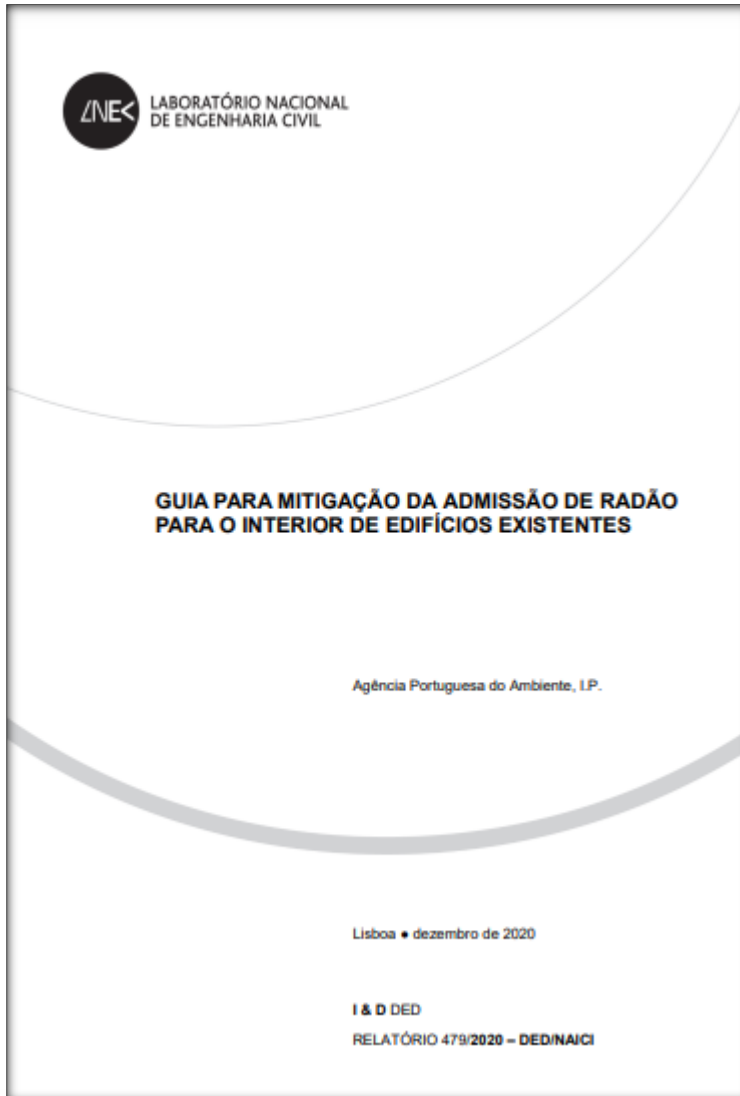 LNEC LABORATÓRIO NACIONAL
DE ENGENHARIA CIVIL
GUIA PARA MITIGAÇÃO DA ADMISSÃO DE RADÃO
PARA O INTERIOR DE EDIFÍCIOS EXISTENTES
Agência Portuguesa do Ambiente, I.P.
Lisboa ● dezembro de 2020
I & D DED
RELATÓRIO 479/2020 – DED/NAICI